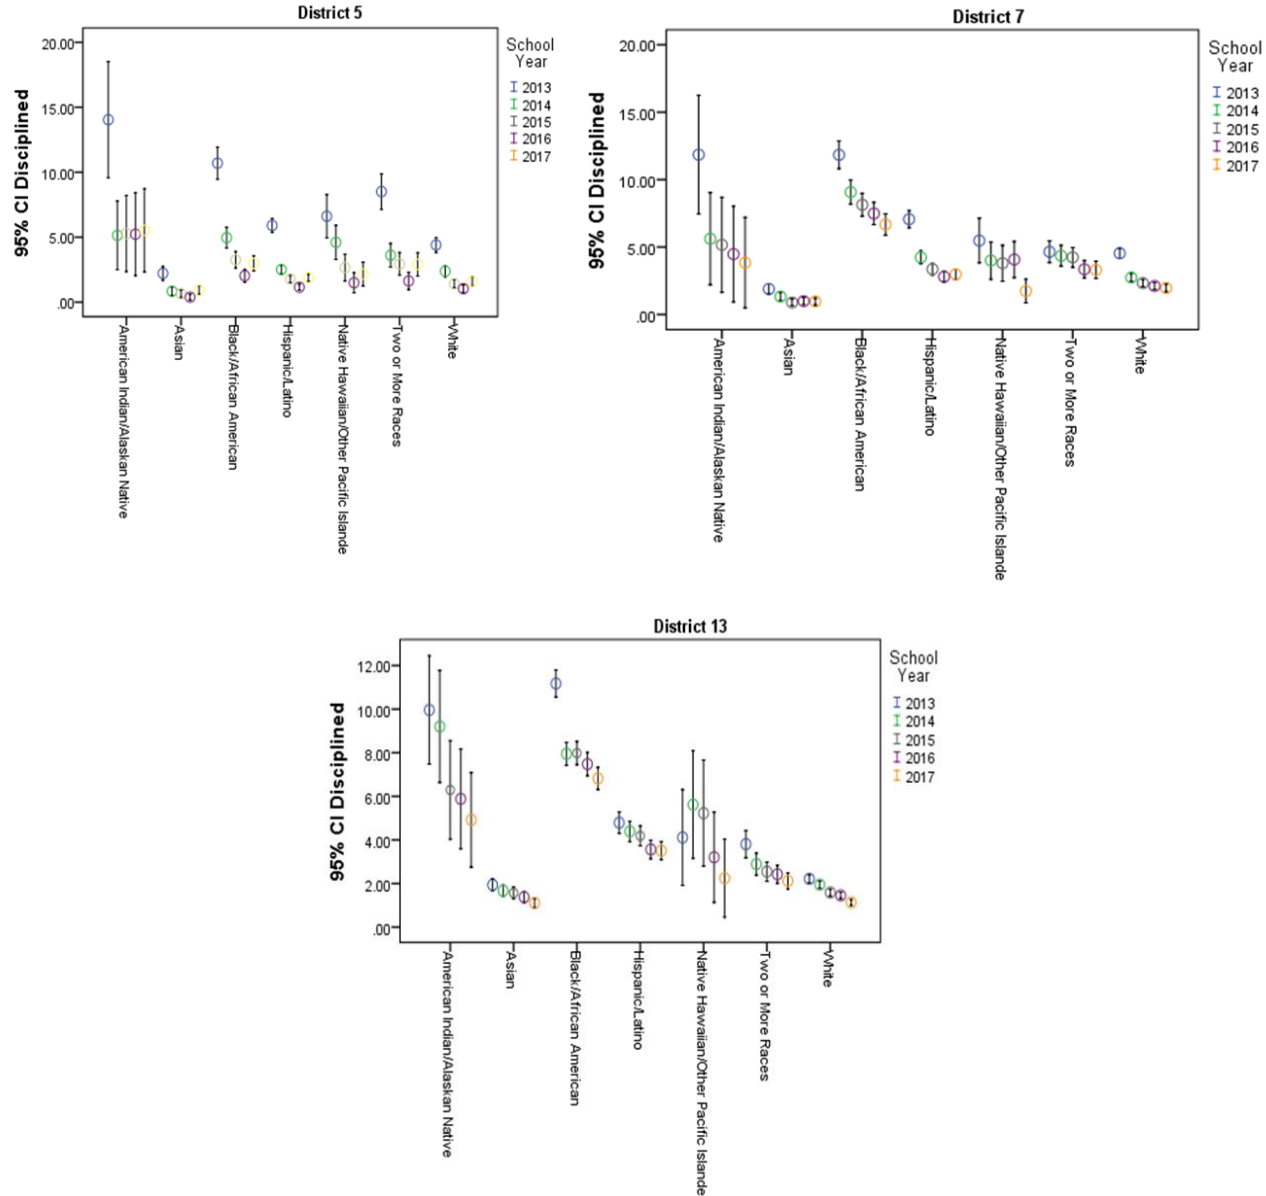 District 5
95% CI Disciplined
20.00
15.00
10.00
5.00
.00
American Indian/Alaskan Native
Asian
Black/African American
Hispanic/Latino
Native Hawaiian/Other Pacific Islande
Two or More Races
White
School
Year
2013
2014
2015
2016
2017
District 7
95% CI Disciplined
20.00
15.00
10.00
5.00
.00
American Indian/Alaskan Native
Asian
Black/African American
Hispanic/Latino
Native Hawaiian/Other Pacific Islande
Two or More Races
White
School
Year
2013
2014
2015
2016
2017
District 13
95% CI Disciplined
12.00
10.00
8.00
6.00
4.00
2.00
.00
American Indian/Alaskan Native
Asian
Black/African American
Hispanic/Latino
Native Hawaiian/Other Pacific Islande
Two or More Races
White
School
Year
2013
2014
2015
2016
2017